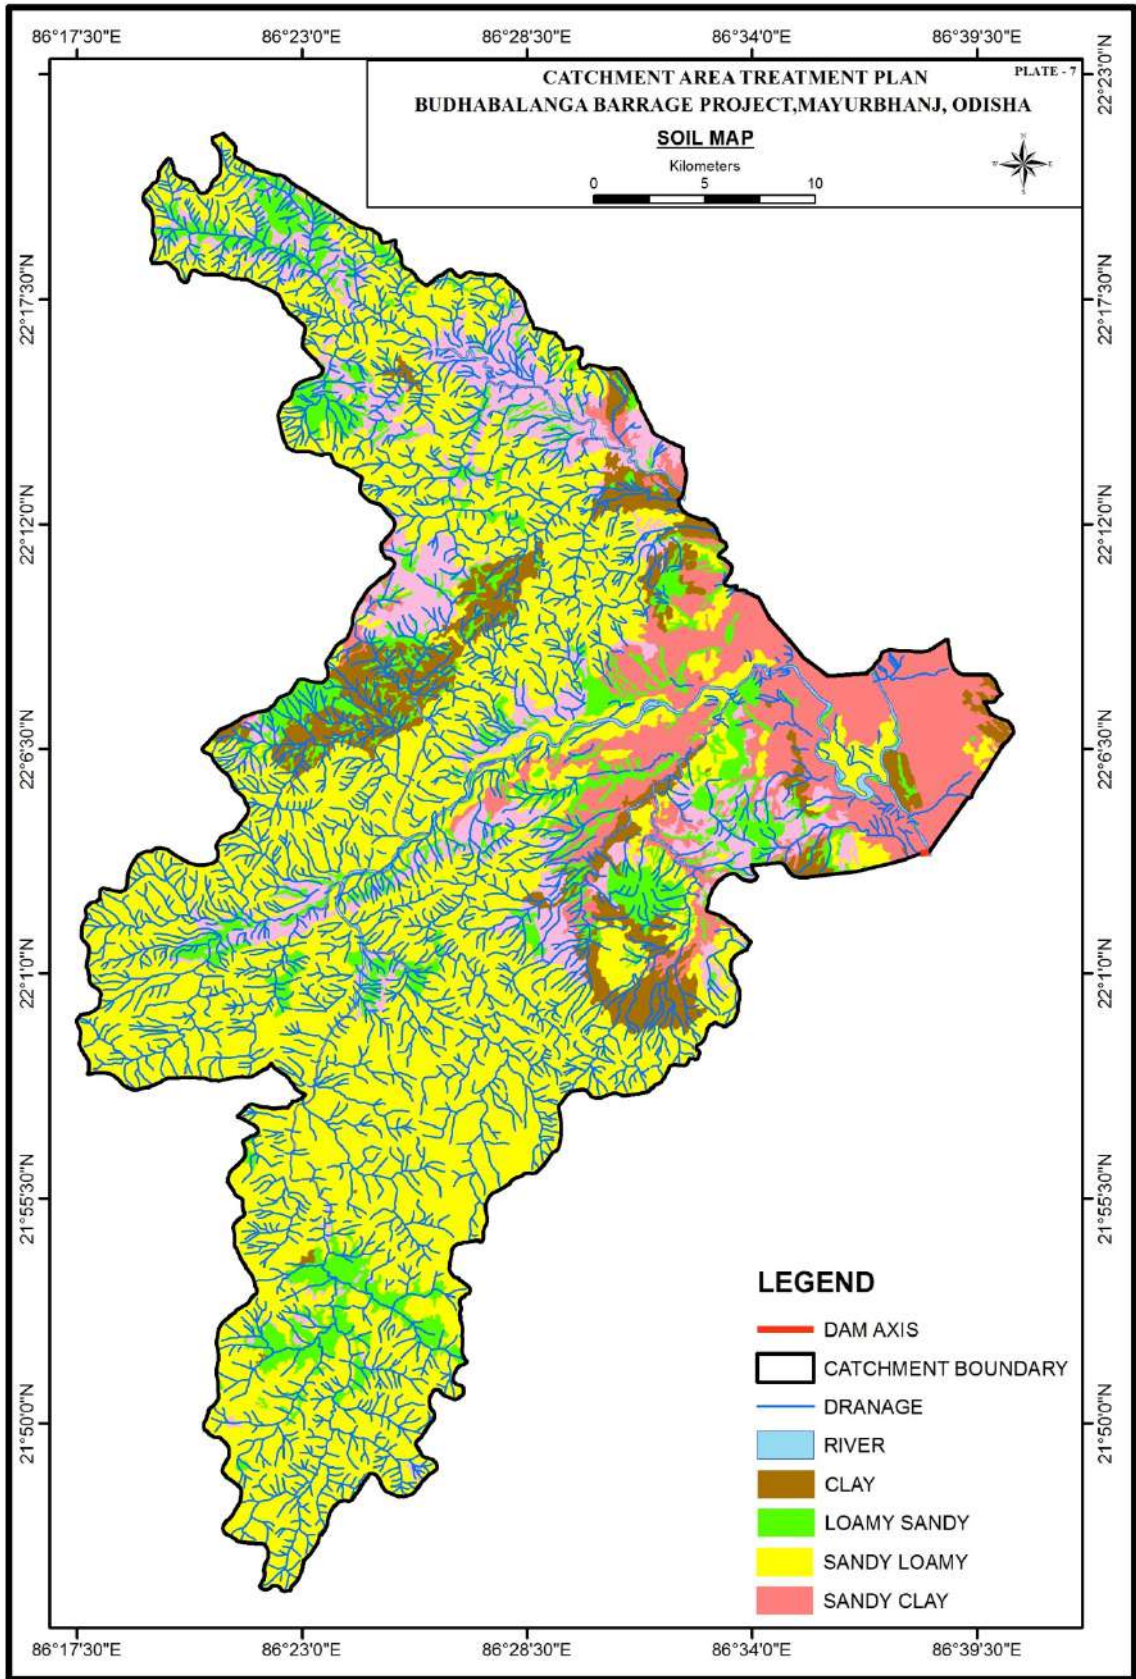 86°17'30"E 86°23'0"E 86°28'30"E 86°34'0"E 86°39'30"E
PLATE - 7
CATCHMENT AREA TREATMENT PLAN
BUDHABALANGA BARRAGE PROJECT,MAYURBHANJ, ODISHA
SOIL MAP
Kilometers
0 5 10
N
W E
S
22°23'0"N
22°17'30"N 22°17'30"N
22°12'0"N 22°12'0"N
22°6'30"N 22°6'30"N
22°1'0"N 22°1'0"N
21°55'30"N 21°55'30"N
21°50'0"N 21°50'0"N
LEGEND
DAM AXIS
CATCHMENT BOUNDARY
DRANAGE
RIVER
CLAY
LOAMY SANDY
SANDY LOAMY
SANDY CLAY
86°17'30"E 86°23'0"E 86°28'30"E 86°34'0"E 86°39'30"E